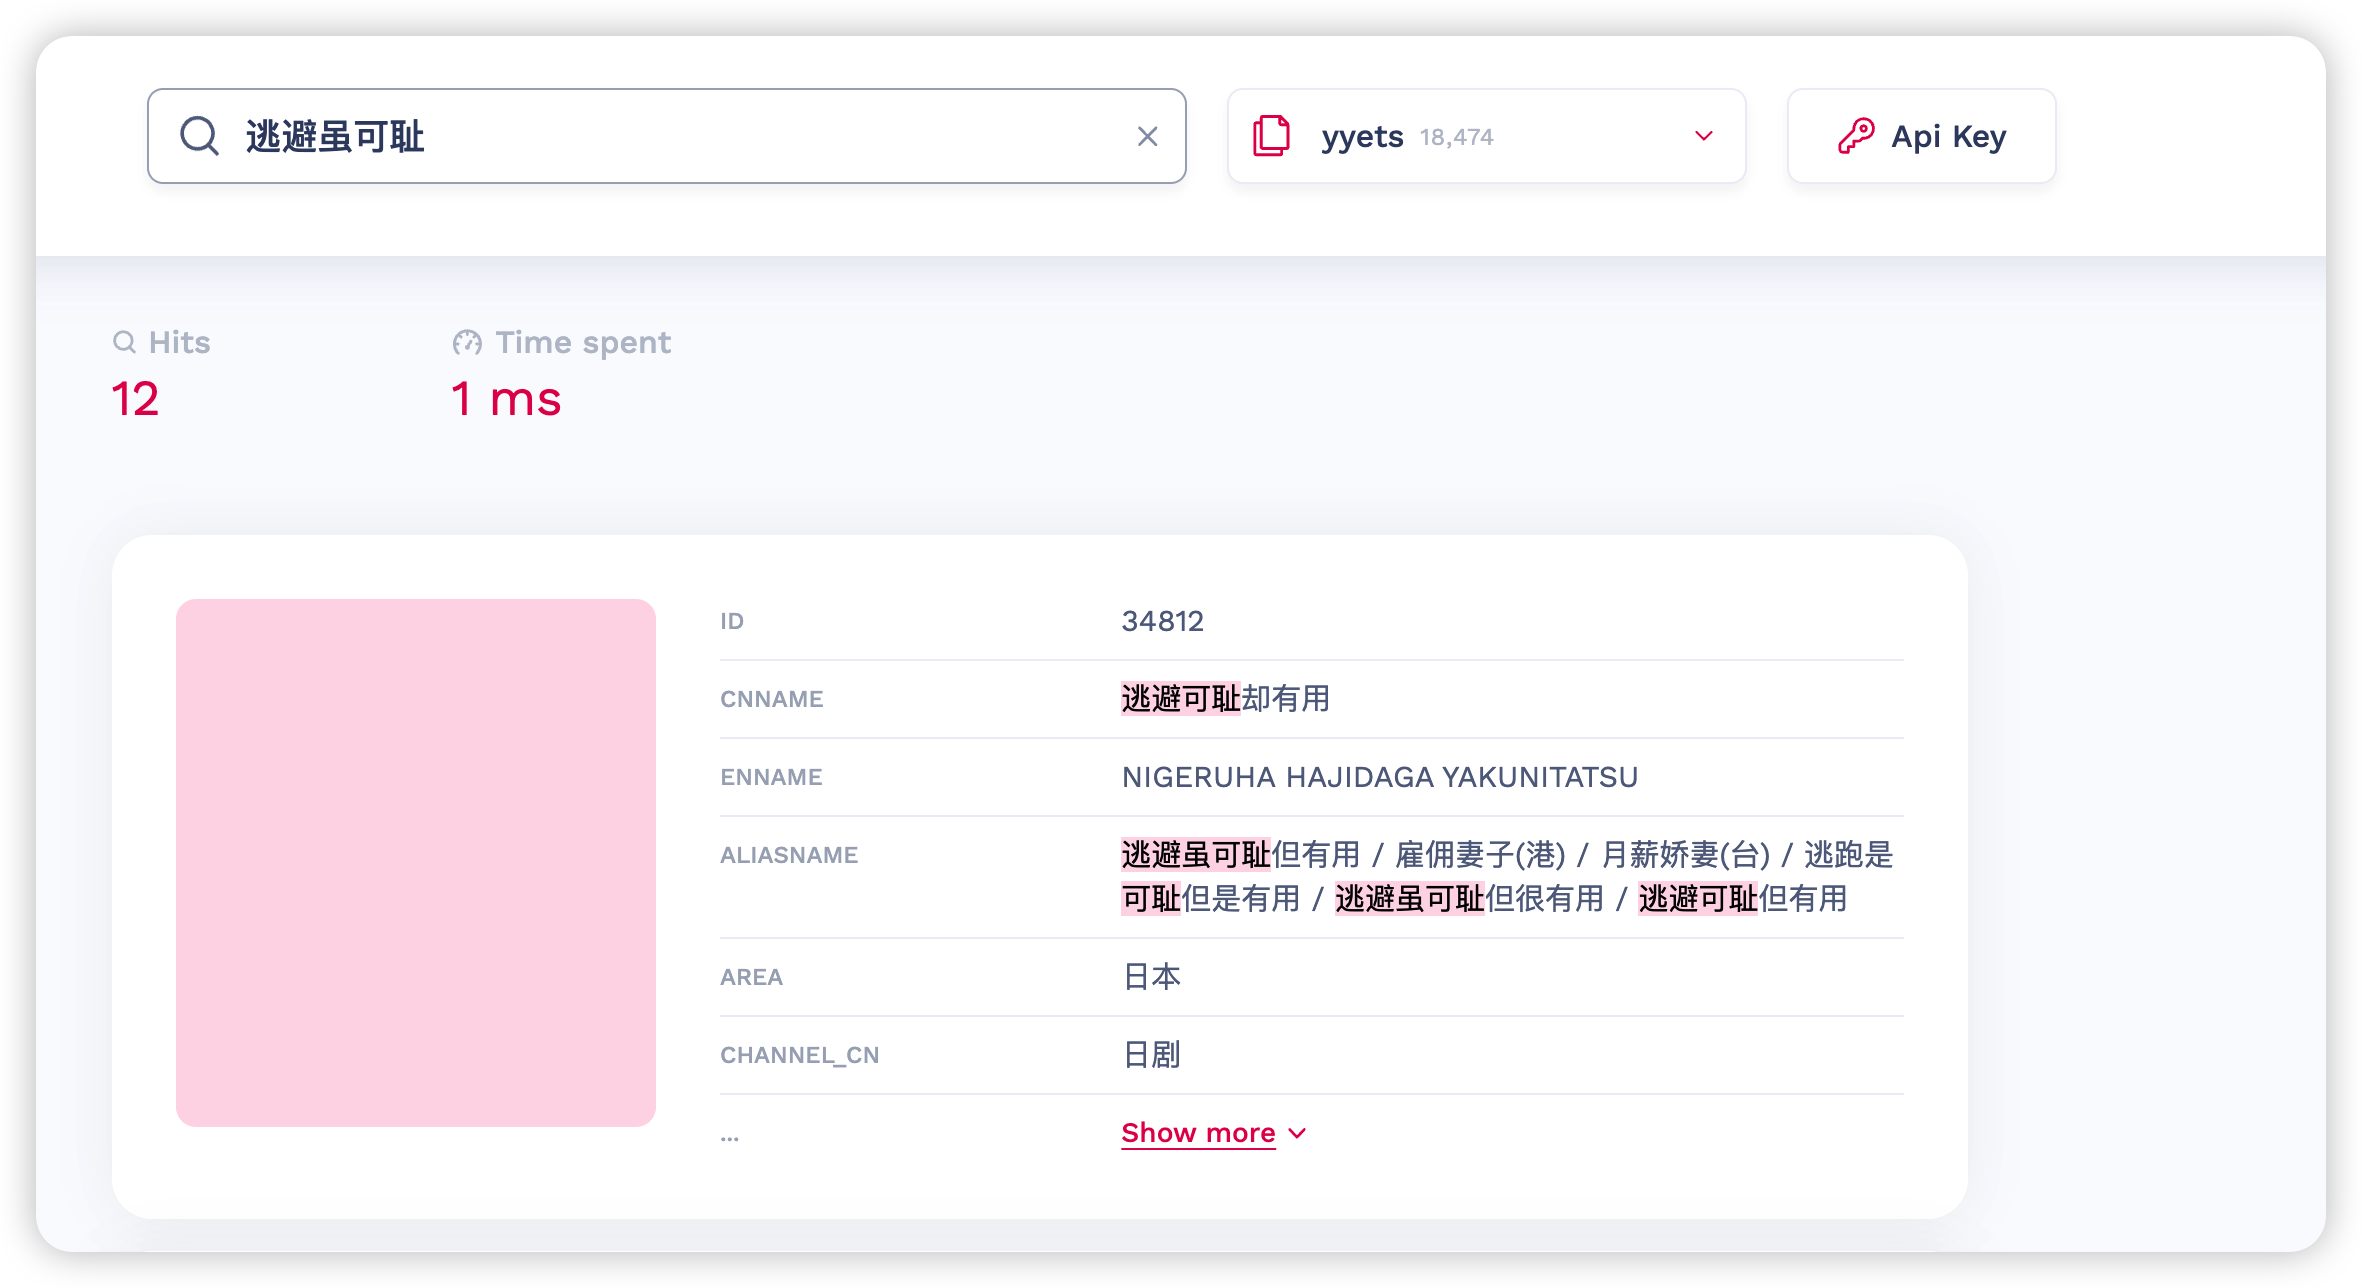 逃避虽可耻
yyets 18,474
Api Key
Hits
12
Time spent
1 ms
ID
34812
CNNAME
逃避可耻却有用
ENNAME
NIGERUHA HAJIDAGA YAKUNITATSU
ALIASNAME
逃避虽可耻但有用 / 雇佣妻子(港) / 月薪娇妻(台) / 逃跑是
可耻但是有用 / 逃避虽可耻但很有用 / 逃避可耻但有用
AREA
日本
CHANNEL_CN
日剧
...
Show more